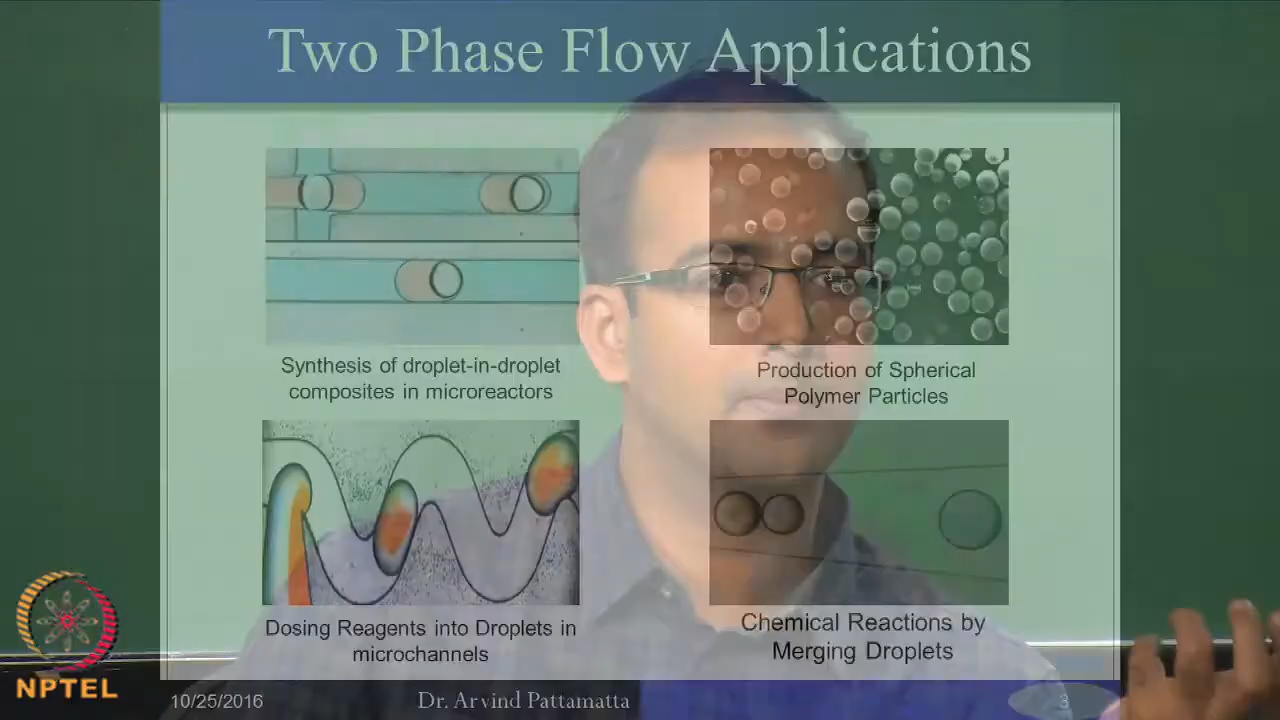 Two Phase Flow Applications
Synthesis of droplet-in-droplet
composites in microreactors
Production of Spherical
Polymer Particles
Dosing Reagents into Droplets in
microchannels
Chemical Reactions by
Merging Droplets
NPTEL
10/25/2016
Dr. Arvind Pattamatta
3